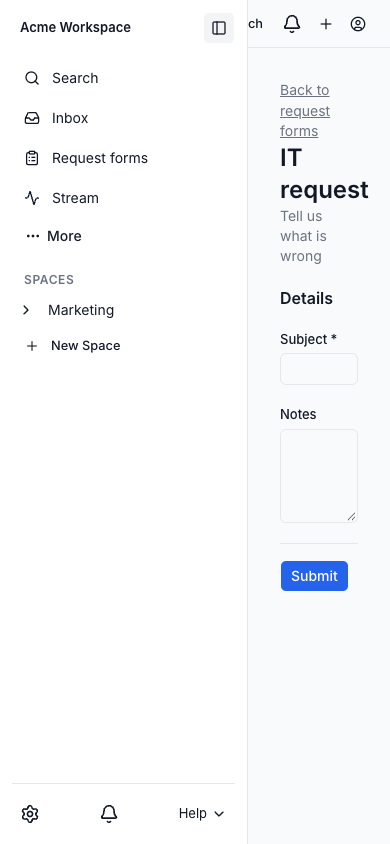 Acme Workspace
Search
Inbox
Request forms
Stream
More
SPACES
Marketing
New Space
Help
ch
Back to
request
forms
IT
request
Tell us
what is
wrong
Details
Subject *
Notes
Submit